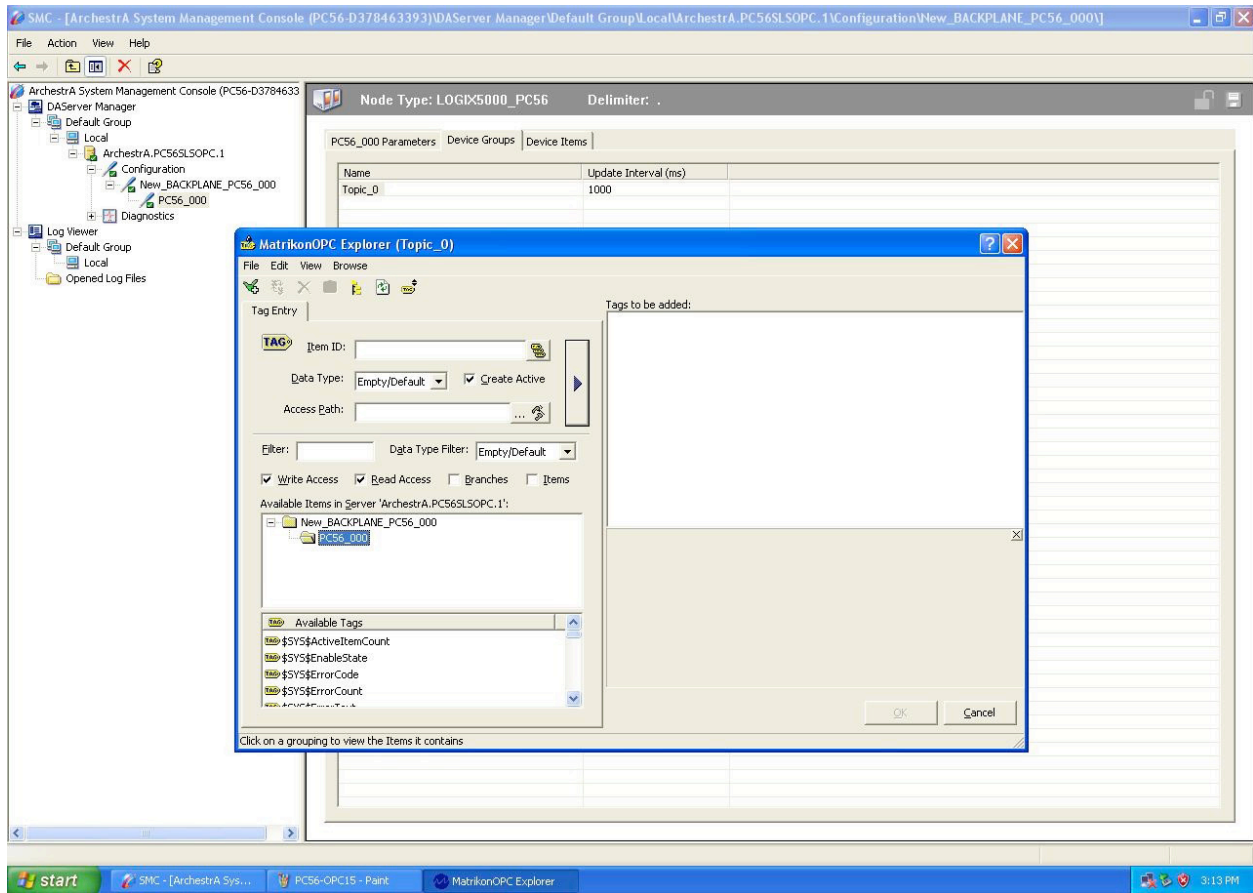 SMC - [ArchestrA System Management Console (PC56-D378463393)\DAServer Manager\Default Group\Local\ArchestrA.PC56SLSOPC.1\Configuration\New_BACKPLANE_PC56_000\]
File Action View Help
ArchestrA System Management Console (PC56-D3784633
DAServer Manager
Default Group
Local
ArchestrA.PC56SLSOPC.1
Configuration
New_BACKPLANE_PC56_000
PC56_000
Diagnostics
Log Viewer
Default Group
Local
Opened Log Files
Node Type: LOGIX5000_PC56 Delimiter: .
PC56_000 Parameters Device Groups Device Items
Name Update Interval (ms)
Topic_0 1000
MatrikonOPC Explorer (Topic_0)
File Edit View Browse
Tag Entry
TAG Item ID:
Data Type: Empty/Default Create Active
Access Path: ...
Filter: Data Type Filter: Empty/Default
Write Access Read Access Branches Items
Available Items in Server 'ArchestrA.PC56SLSOPC.1':
New_BACKPLANE_PC56_000
PC56_000
Available Tags
$SYS$ActiveItemCount
$SYS$EnableState
$SYS$ErrorCode
$SYS$ErrorCount
Tags to be added:
OK Cancel
Click on a grouping to view the Items it contains
start SMC - [ArchestrA Sys... PC56-OPC15 - Paint MatrikonOPC Explorer 3:13 PM